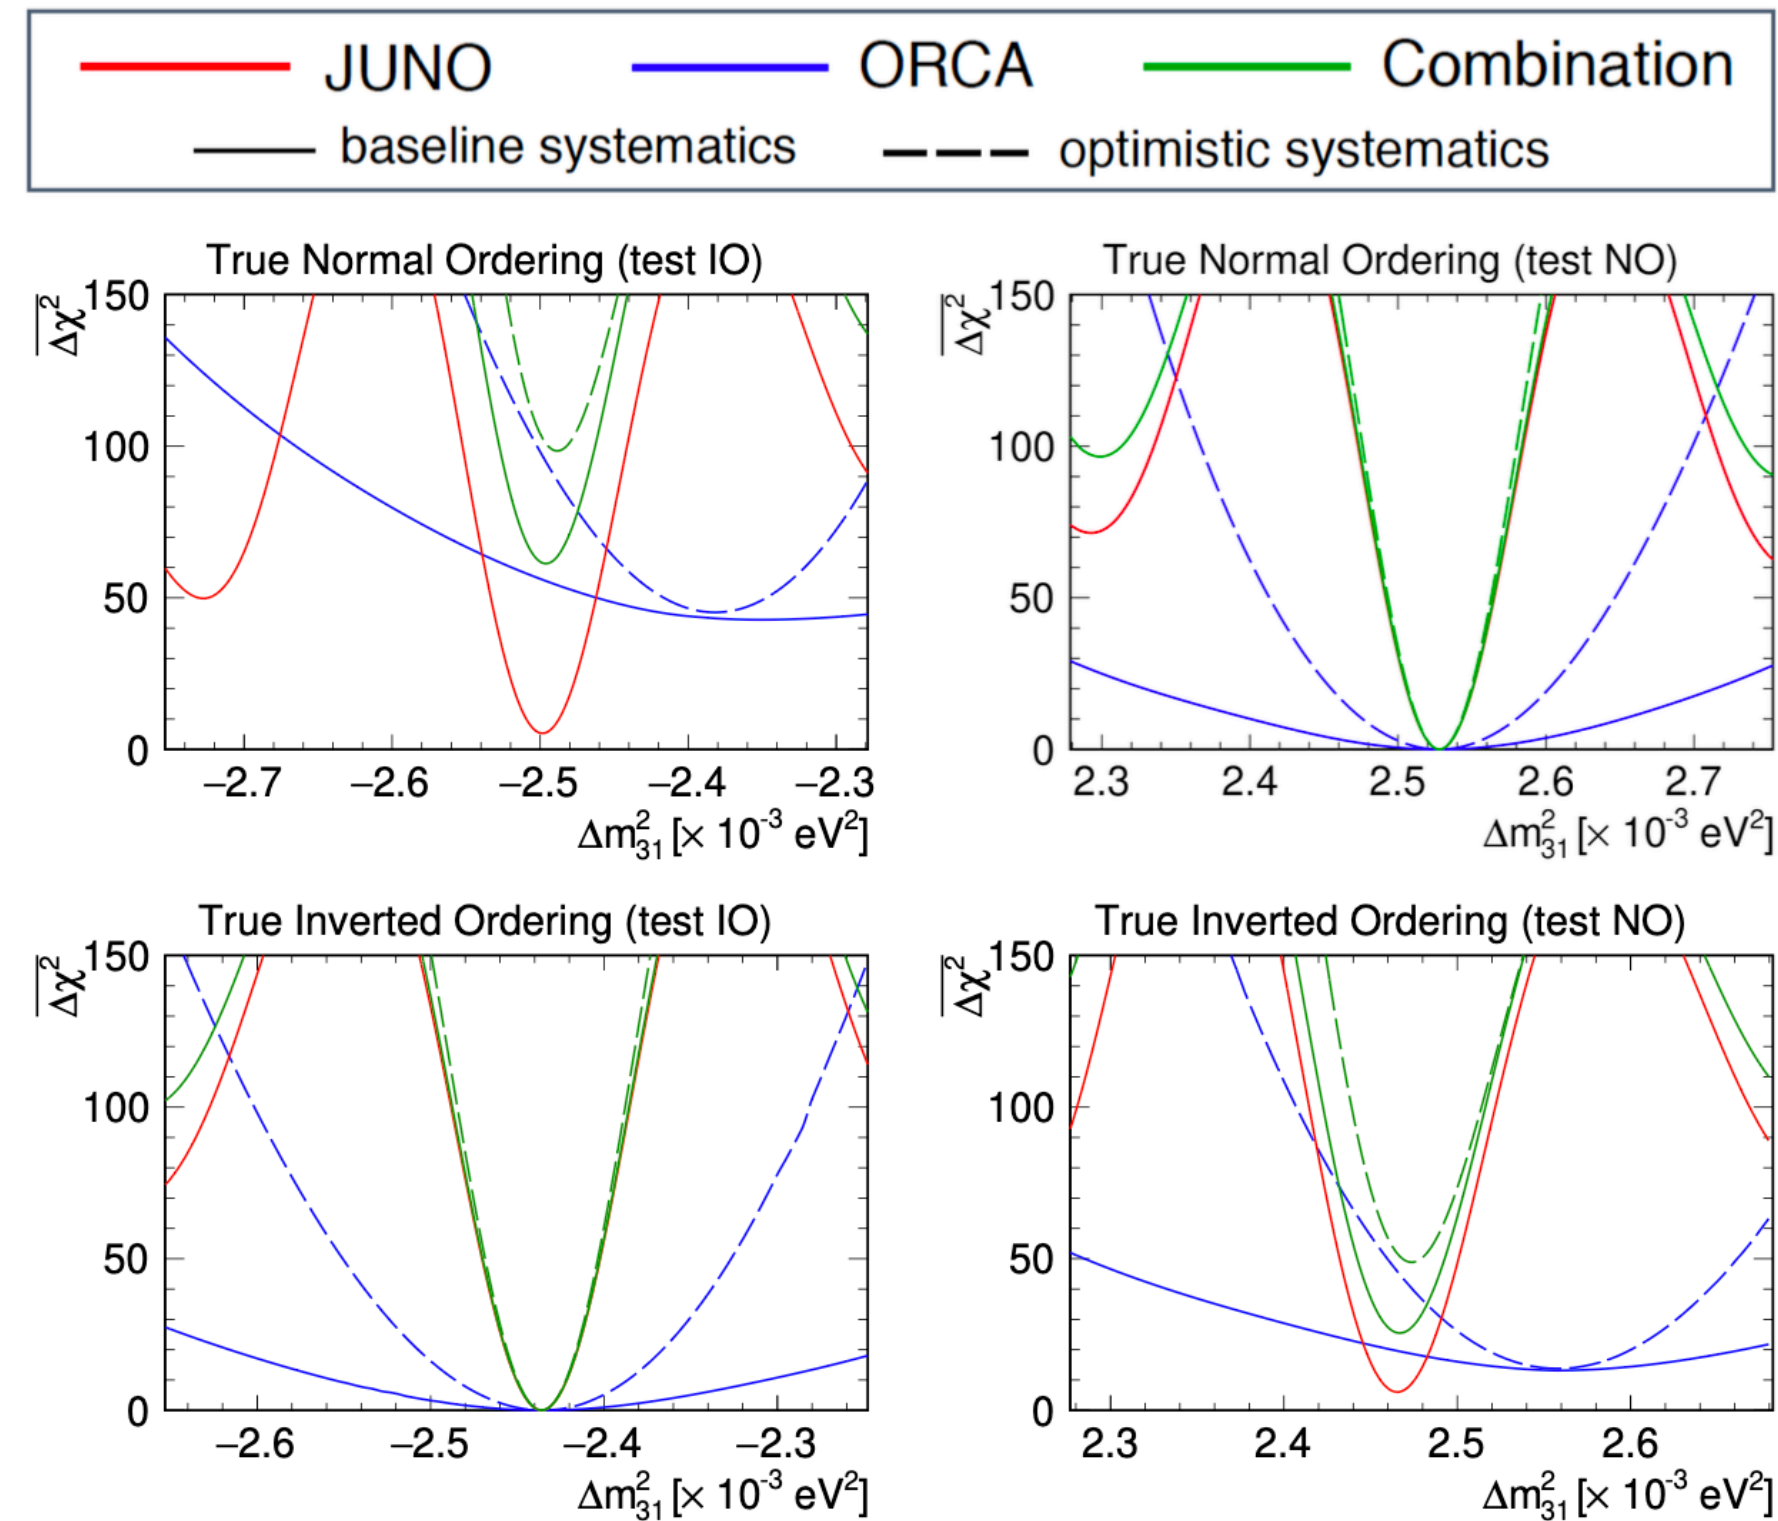 JUNO ORCA Combination
baseline systematics optimistic systematics
True Normal Ordering (test IO)
Δχ²
150
100
50
0
−2.7 −2.6 −2.5 −2.4 −2.3
Δm²₃₁ [× 10⁻³ eV²]
True Normal Ordering (test NO)
Δχ²
150
100
50
0
2.3 2.4 2.5 2.6 2.7
Δm²₃₁ [× 10⁻³ eV²]
True Inverted Ordering (test IO)
Δχ²
150
100
50
0
−2.6 −2.5 −2.4 −2.3
Δm²₃₁ [× 10⁻³ eV²]
True Inverted Ordering (test NO)
Δχ²
150
100
50
0
2.3 2.4 2.5 2.6
Δm²₃₁ [× 10⁻³ eV²]